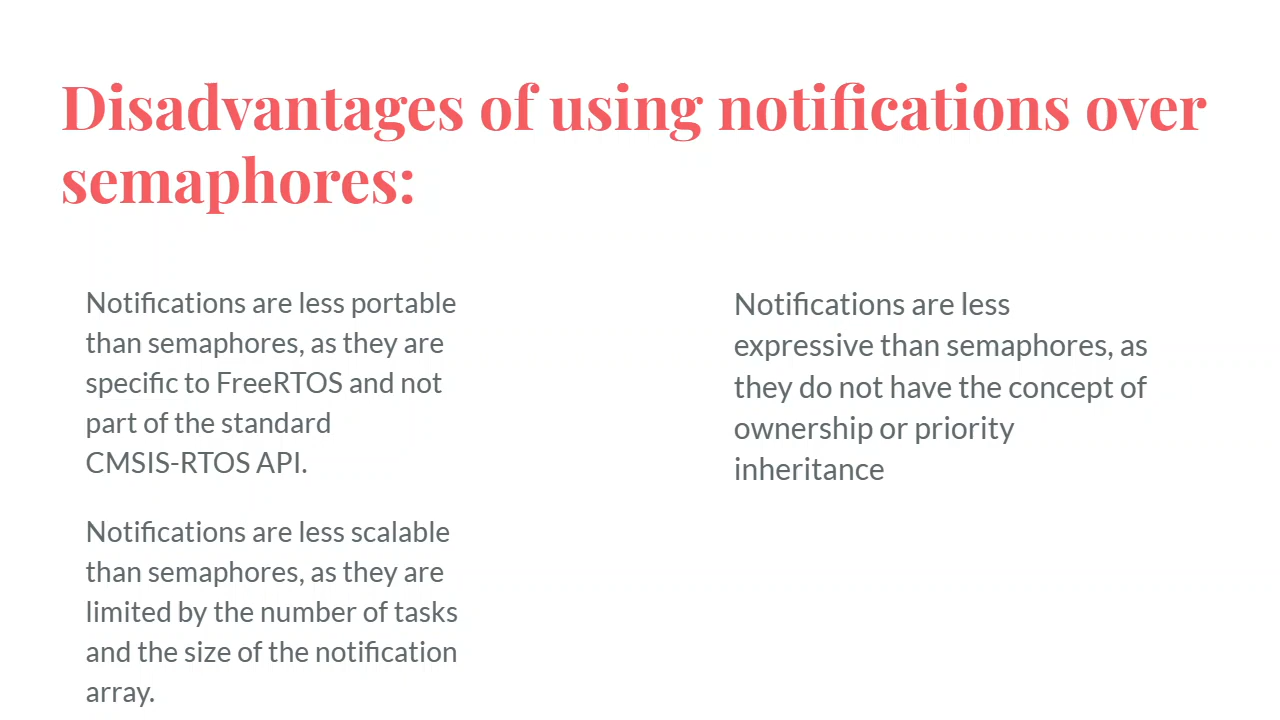 Disadvantages of using notifications over
semaphores:
Notifications are less portable
than semaphores, as they are
specific to FreeRTOS and not
part of the standard
CMSIS-RTOS API.
Notifications are less scalable
than semaphores, as they are
limited by the number of tasks
and the size of the notification
array.
Notifications are less
expressive than semaphores, as
they do not have the concept of
ownership or priority
inheritance